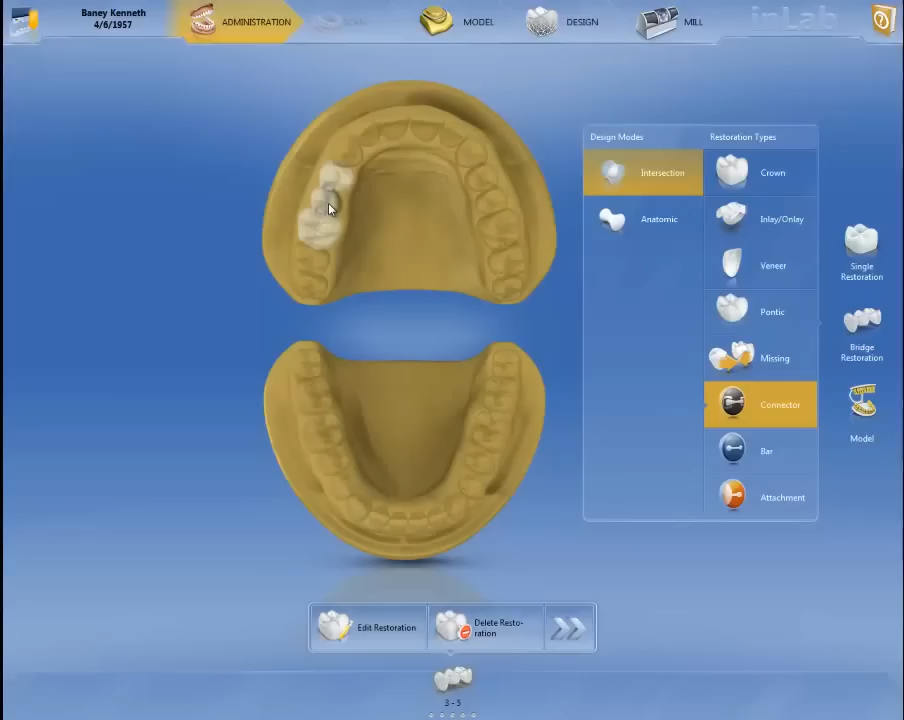 Baney Kenneth
4/6/1957
ADMINISTRATION
SCAN
MODEL
DESIGN
MILL
inLab
Design Modes
Restoration Types
Intersection
Crown
Anatomic
Inlay/Onlay
Veneer
Pontic
Missing
Connector
Bar
Attachment
Single
Restoration
Bridge
Restoration
Model
Edit Restoration
Delete Resto-
ration
3 - 5